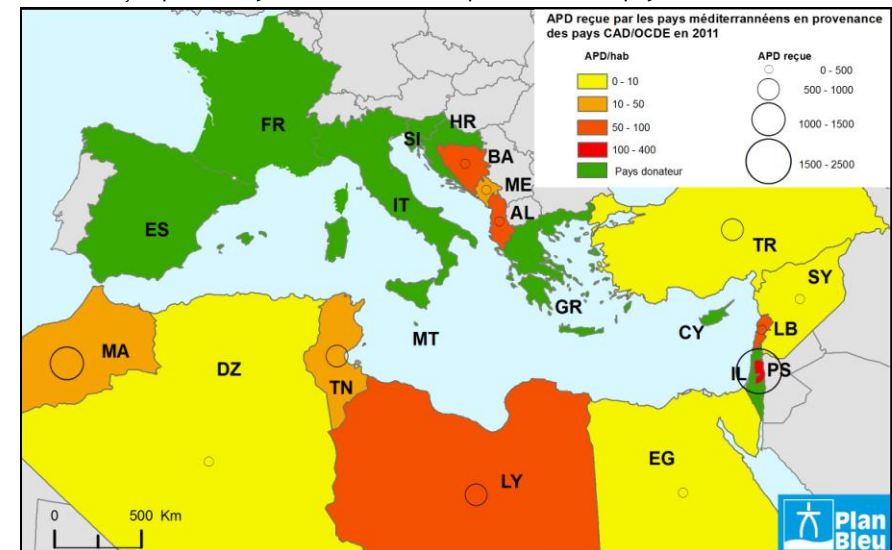 APD reçue par les pays méditerrannéens en provenance
des pays CAD/OCDE en 2011
APD/hab
APD reçue
0 - 10
0 - 500
10 - 50
500 - 1000
50 - 100
1000 - 1500
100 - 400
1500 - 2500
Pays donateur
FR
SI
HR
BA
ME
IT
AL
ES
TR
SY
GR
CY
LB
MT
MA
DZ
TN
IL
PS
LY
EG
0 500 Km
Plan
Bleu